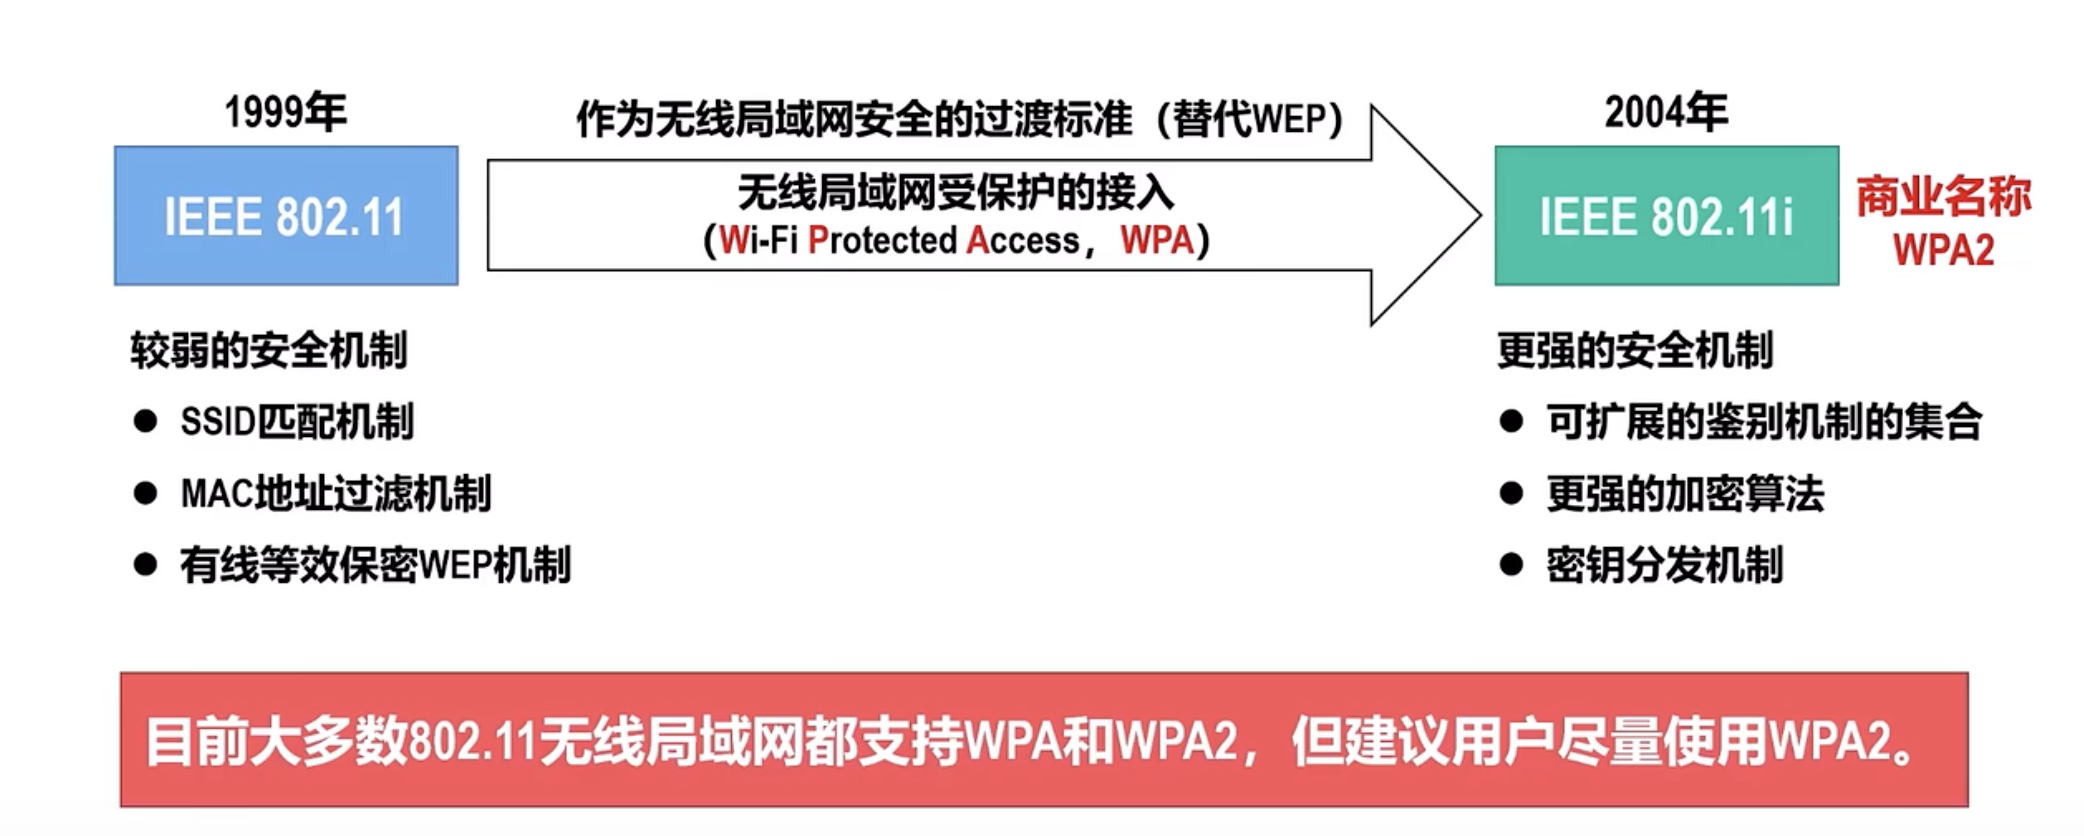 1999年
IEEE 802.11
作为无线局域网安全的过渡标准（替代WEP）
无线局域网受保护的接入
（Wi-Fi Protected Access，WPA）
2004年
IEEE 802.11i
商业名称
WPA2
较弱的安全机制
● SSID匹配机制
● MAC地址过滤机制
● 有线等效保密WEP机制
更强的安全机制
● 可扩展的鉴别机制的集合
● 更强的加密算法
● 密钥分发机制
目前大多数802.11无线局域网都支持WPA和WPA2，但建议用户尽量使用WPA2。